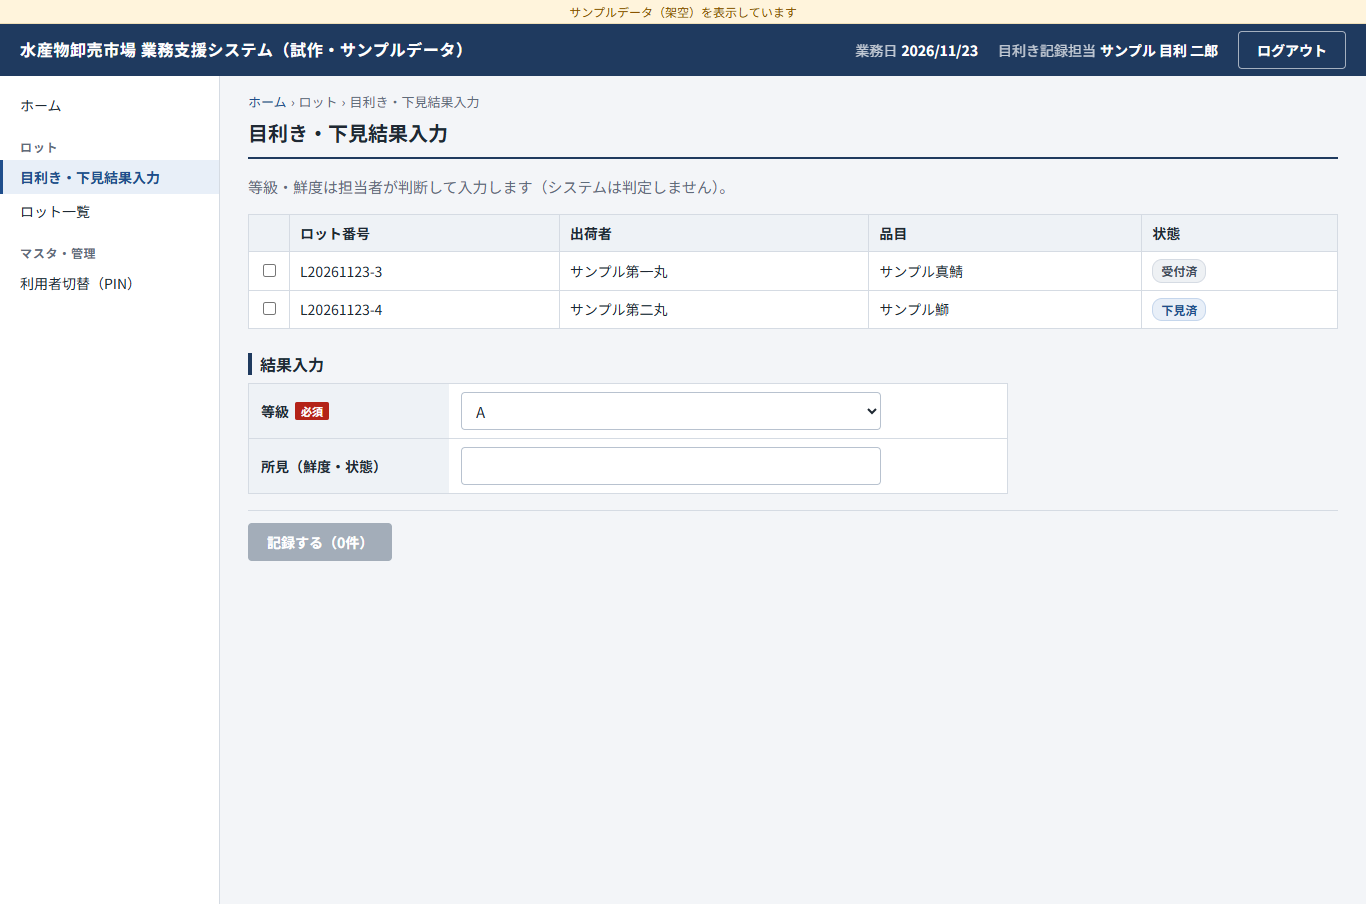 サンプルデータ（架空）を表示しています
水産物卸売市場 業務支援システム（試作・サンプルデータ）
業務日 2026/11/23 目利き記録担当 サンプル 目利 二郎 ログアウト
ホーム
ロット
目利き・下見結果入力
ロット一覧
マスタ・管理
利用者切替（PIN）
ホーム › ロット › 目利き・下見結果入力
目利き・下見結果入力
等級・鮮度は担当者が判断して入力します（システムは判定しません）。
ロット番号 出荷者 品目 状態
L20261123-3 サンプル第一丸 サンプル真鯖 受付済
L20261123-4 サンプル第二丸 サンプル鰤 下見済
結果入力
等級 必須 A
所見（鮮度・状態）
記録する（0件）